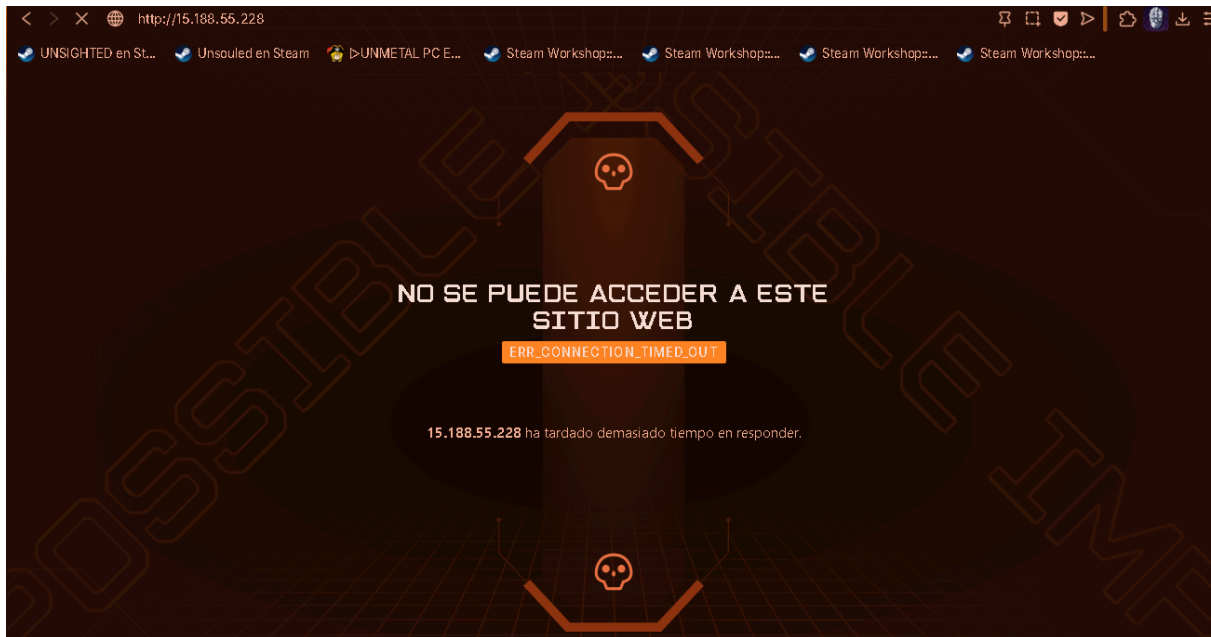 http://15.188.55.228
UNSIGHTED en St... Unsouled en Steam ▷UNMETAL PC E... Steam Workshop::... Steam Workshop::... Steam Workshop::... Steam Workshop::...
NO SE PUEDE ACCEDER A ESTE
SITIO WEB
ERR_CONNECTION_TIMED_OUT
15.188.55.228 ha tardado demasiado tiempo en responder.